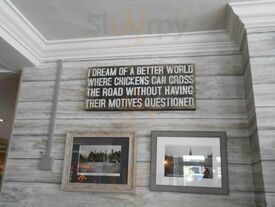 I DREAM OF A BETTER WORLD
WHERE CHICKENS CAN CROSS
THE ROAD WITHOUT HAVING
THEIR MOTIVES QUESTIONED